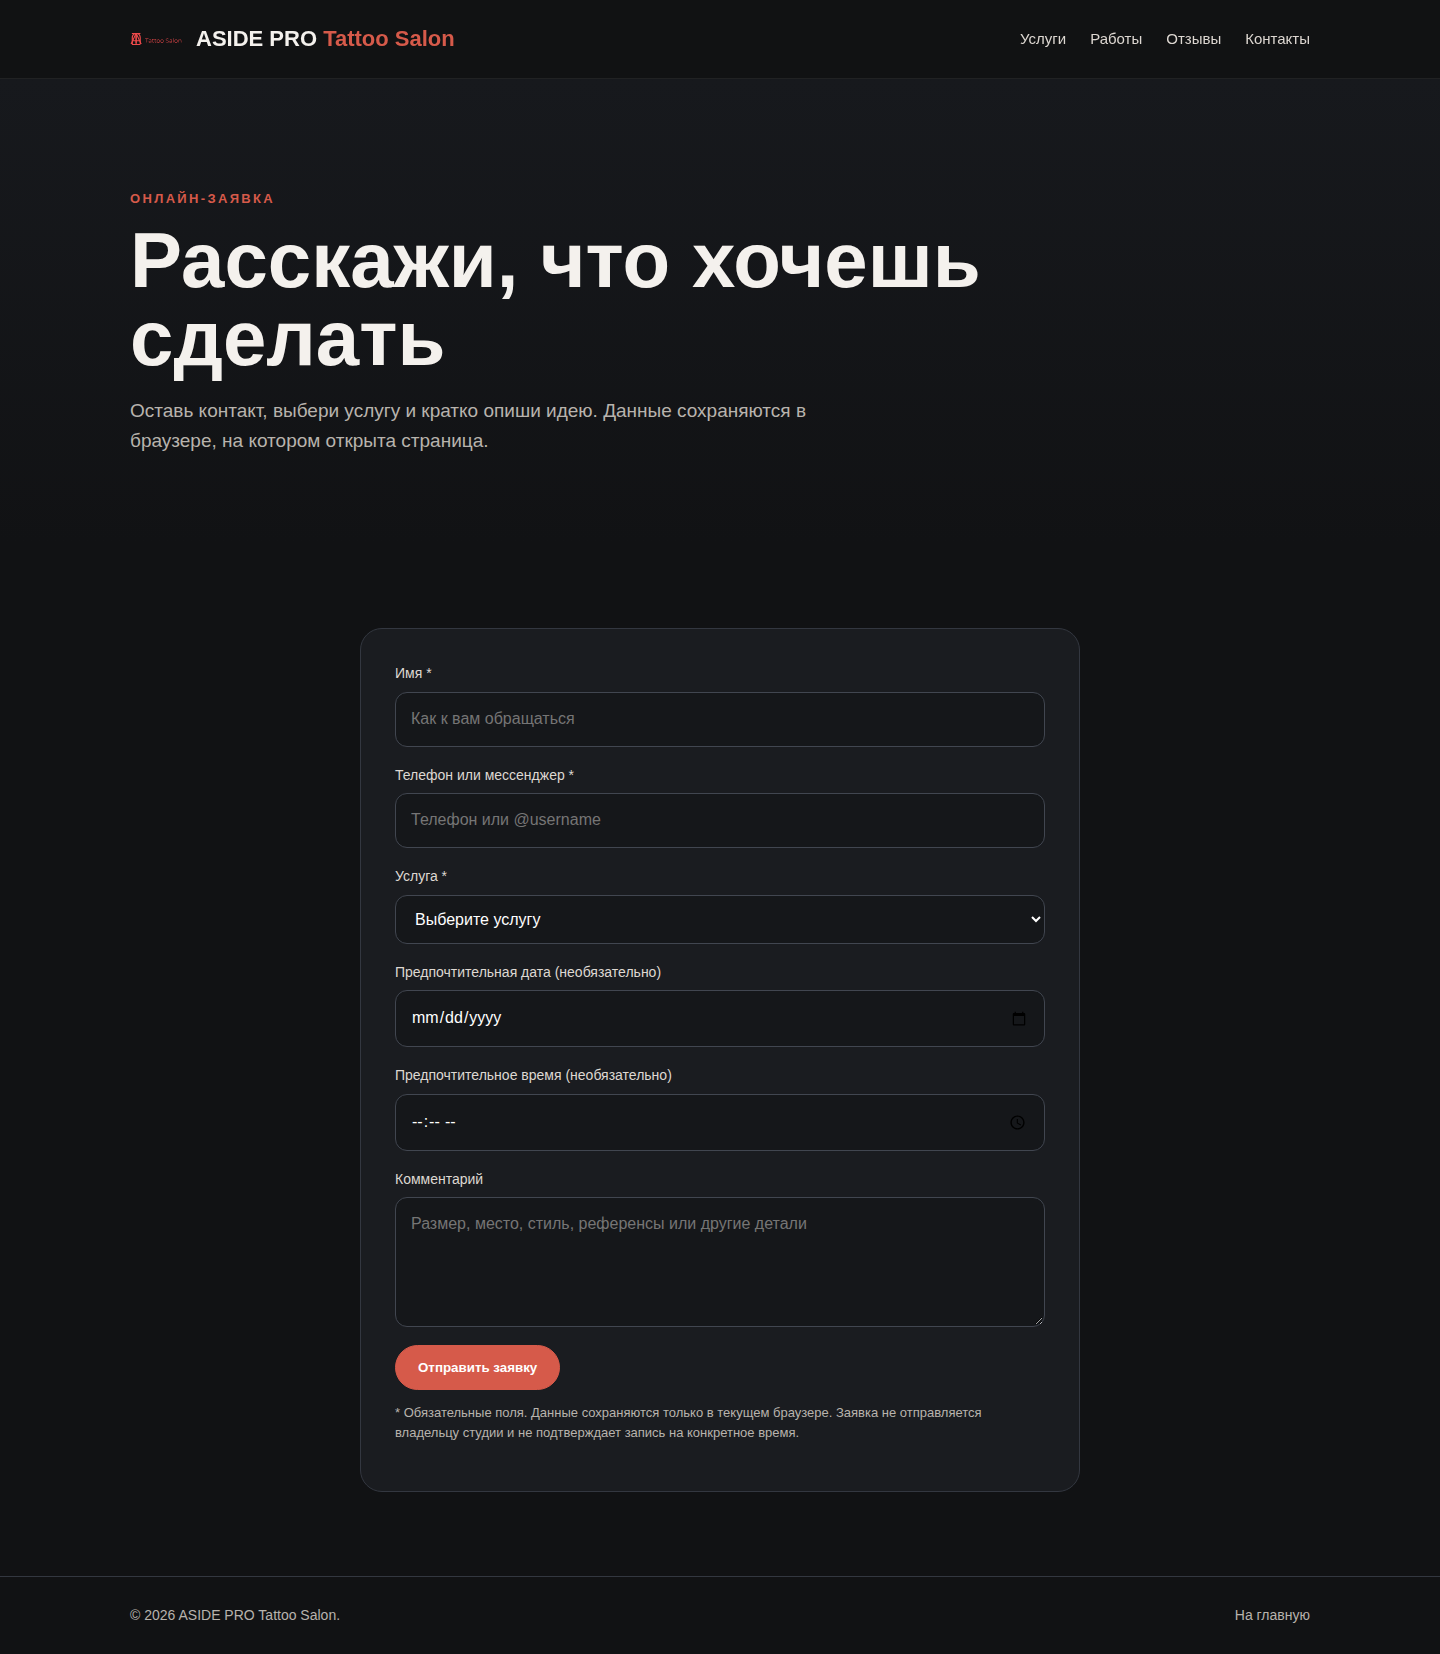 Tattoo Salon
ASIDE PRO Tattoo Salon
Услуги
Работы
Отзывы
Контакты
ОНЛАЙН-ЗАЯВКА
Расскажи, что хочешь
сделать
Оставь контакт, выбери услугу и кратко опиши идею. Данные сохраняются в
браузере, на котором открыта страница.
Имя *
Как к вам обращаться
Телефон или мессенджер *
Телефон или @username
Услуга *
Выберите услугу
Предпочтительная дата (необязательно)
mm/dd/yyyy
Предпочтительное время (необязательно)
--:-- --
Комментарий
Размер, место, стиль, референсы или другие детали
Отправить заявку
* Обязательные поля. Данные сохраняются только в текущем браузере. Заявка не отправляется
владельцу студии и не подтверждает запись на конкретное время.
© 2026 ASIDE PRO Tattoo Salon.
На главную